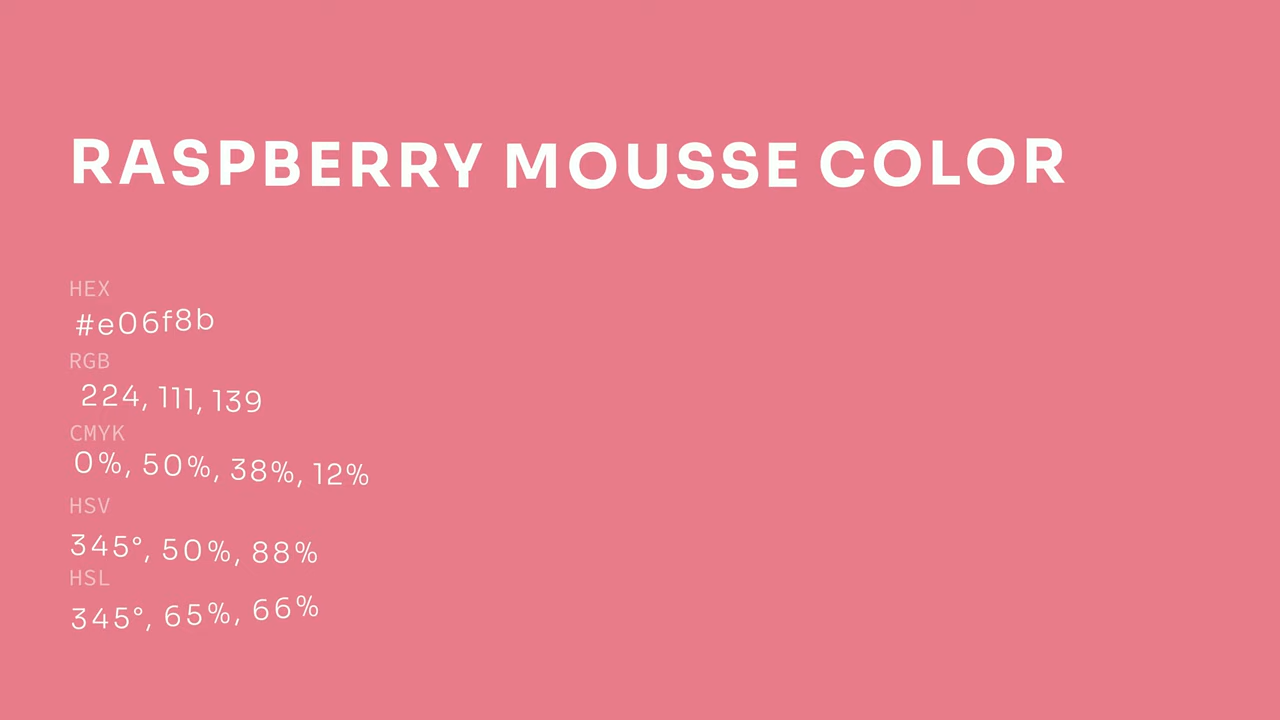 RASPBERRY MOUSSE COLOR
HEX
#e06f8b
RGB
224, 111, 139
CMYK
0%, 50%, 38%, 12%
HSV
345°, 50%, 88%
HSL
345°, 65%, 66%